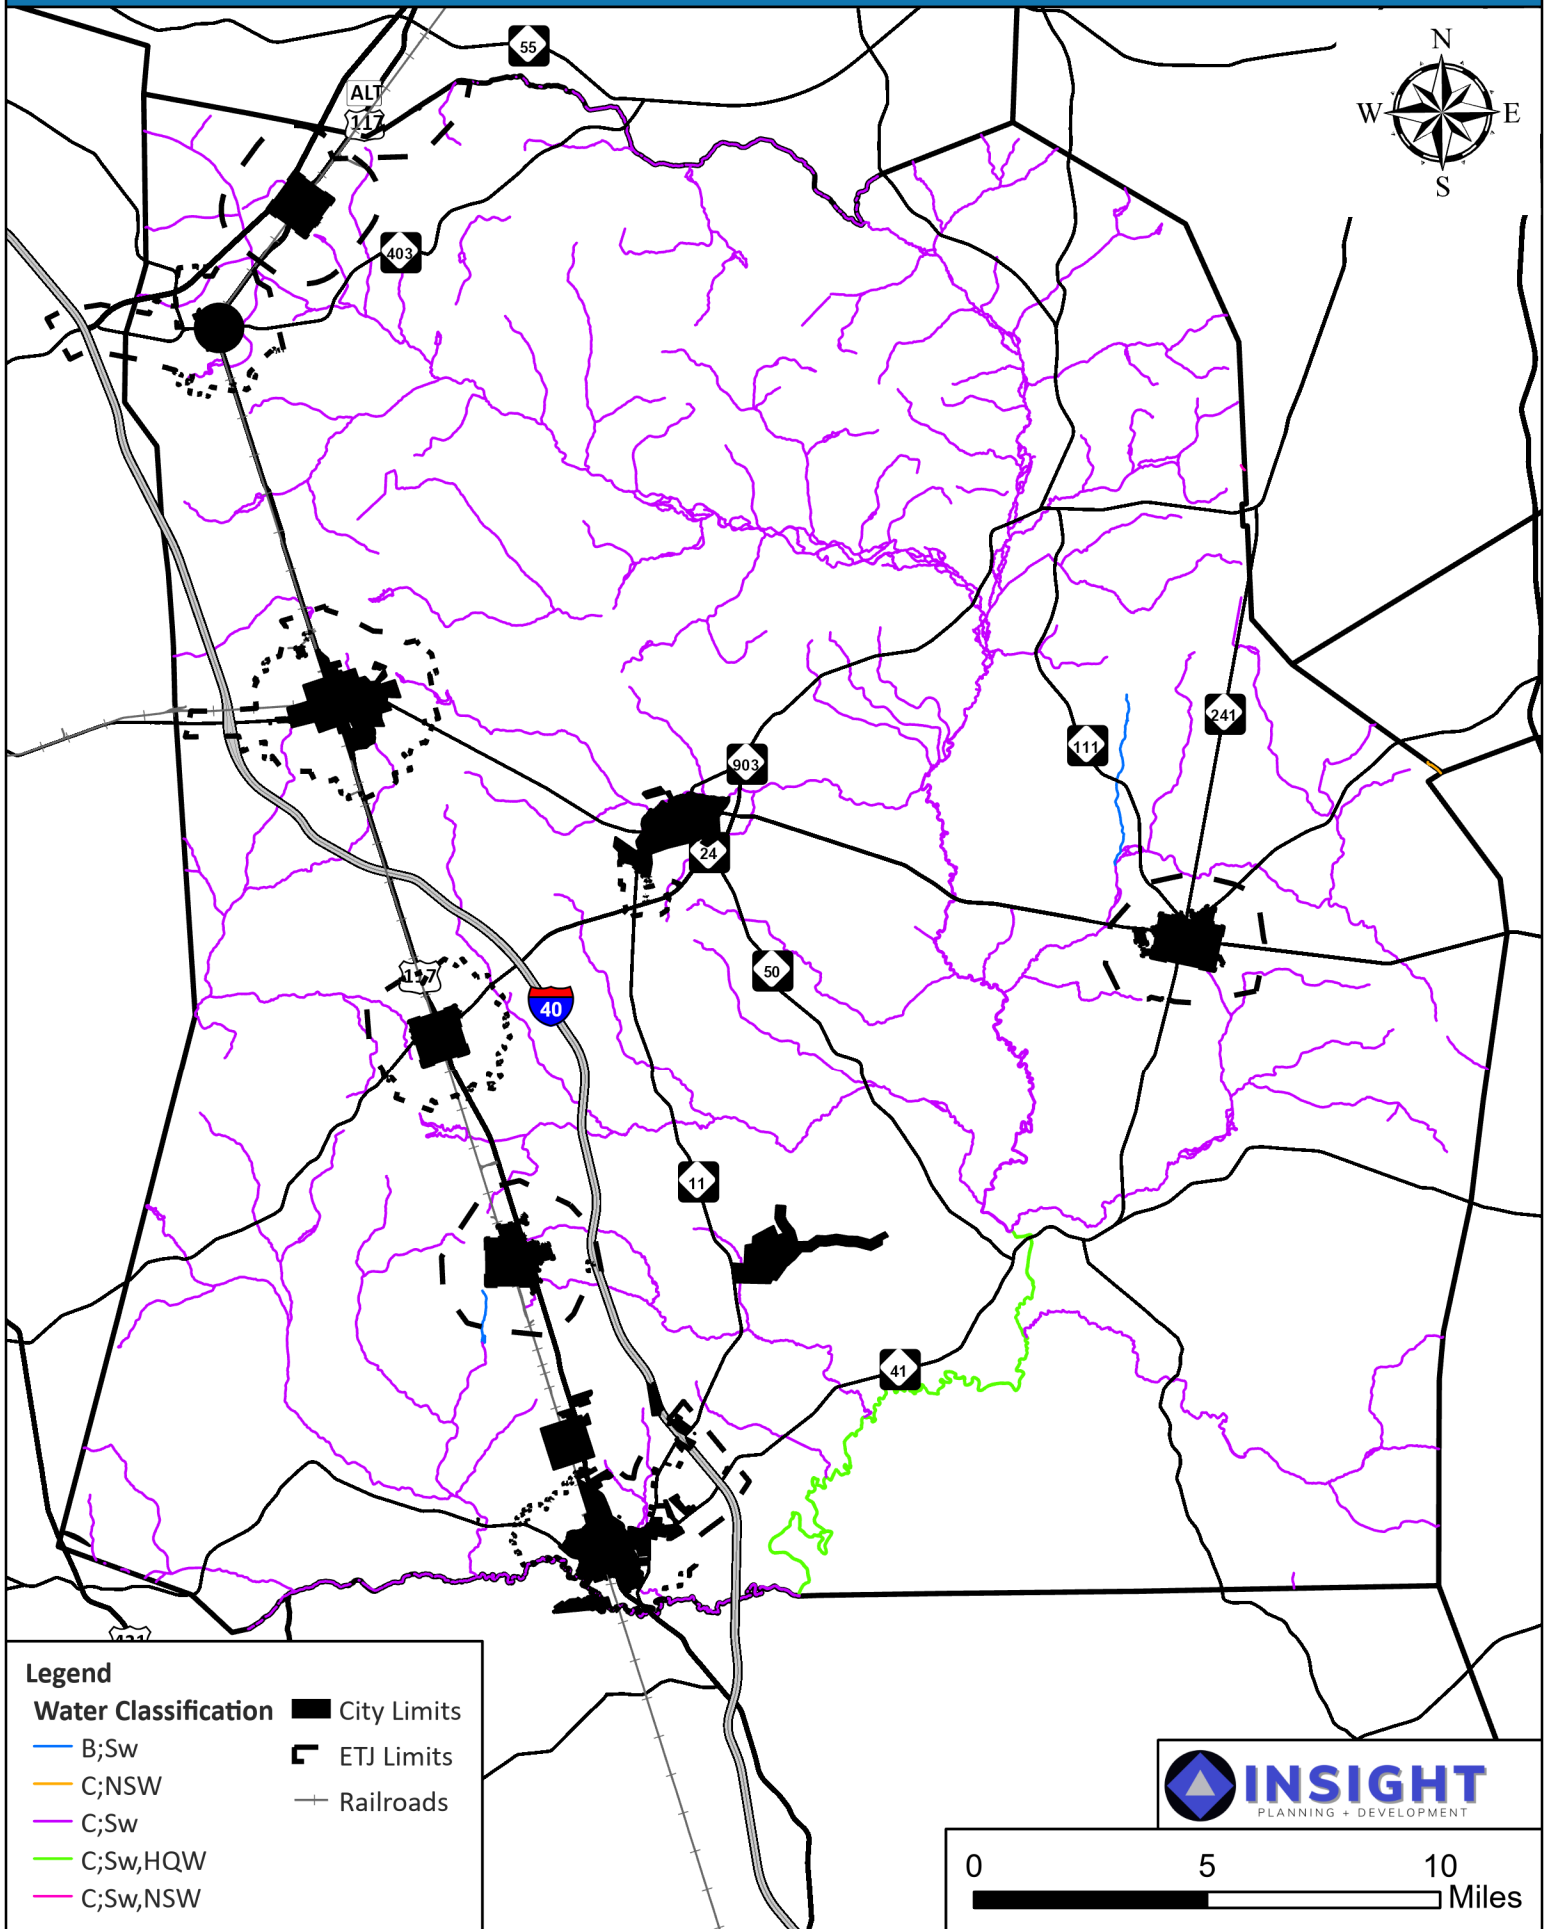 55
N
W
E
S
ALT
117
403
241
111
903
24
50
117
40
11
41
421
Legend
Water Classification
B;Sw
C;NSW
C;Sw
C;Sw,HQW
C;Sw,NSW
City Limits
ETJ Limits
Railroads
INSIGHT
PLANNING + DEVELOPMENT
0 5 10
Miles